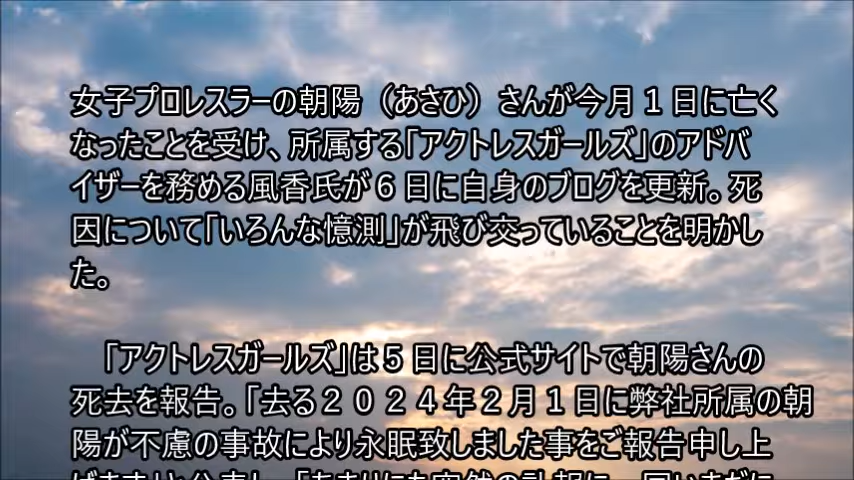 女子プロレスラーの朝陽（あさひ）さんが今月１日に亡く
なったことを受け、所属する「アクトレスガールズ」のアドバ
イザーを務める風香氏が６日に自身のブログを更新。死
因について「いろんな憶測」が飛び交っていることを明かし
た。
「アクトレスガールズ」は５日に公式サイトで朝陽さんの
死去を報告。「去る２０２４年２月１日に弊社所属の朝
陽が不慮の事故により永眠致しました事をご報告申し上